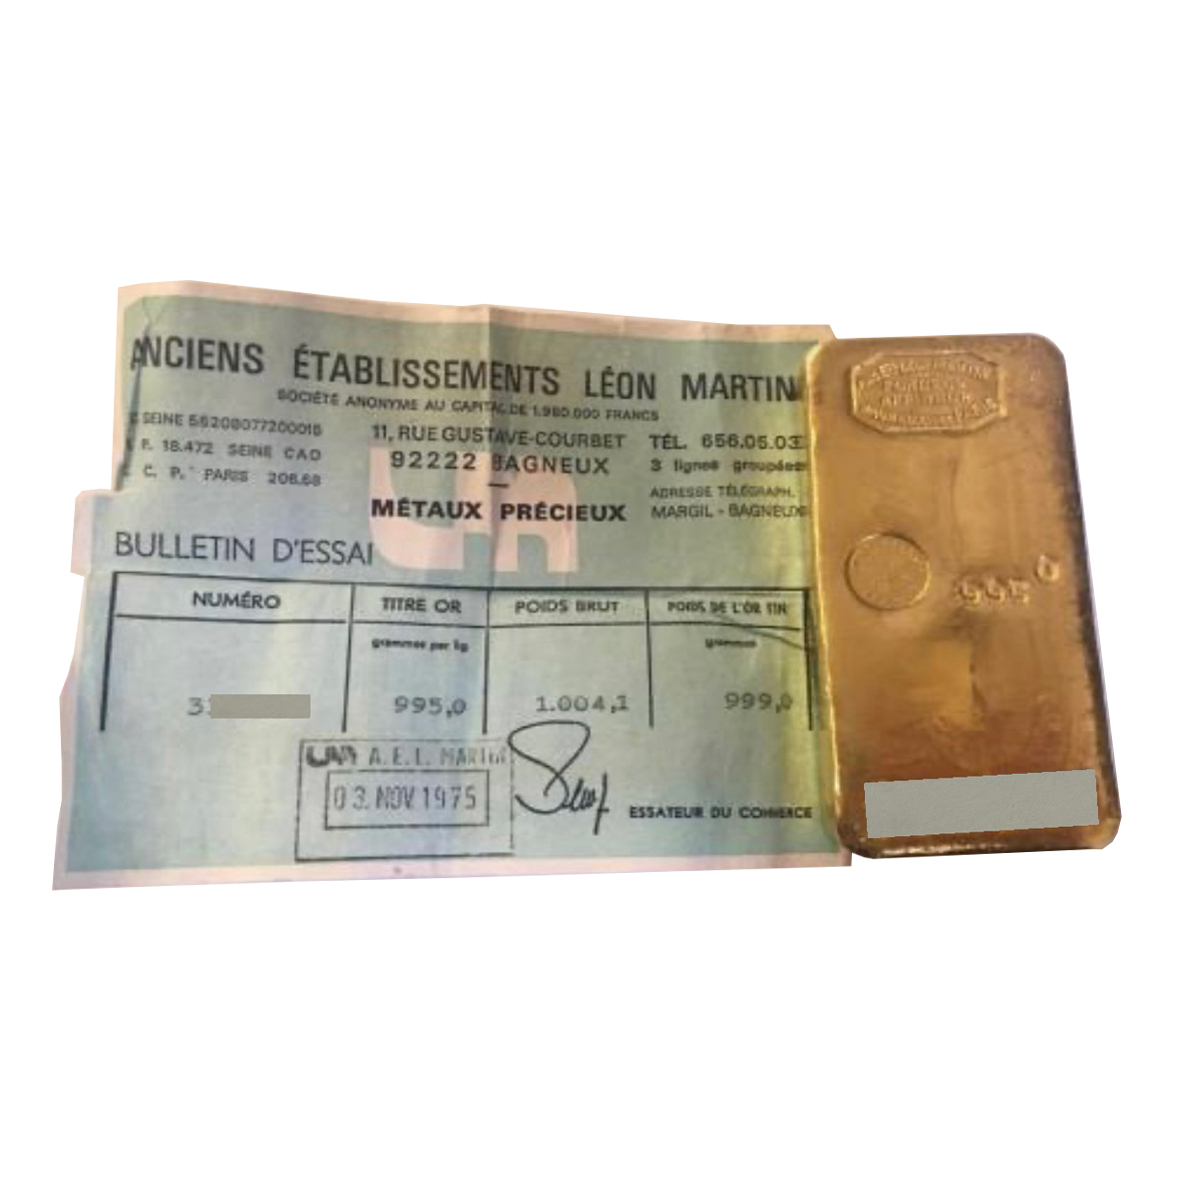 ANCIENS ÉTABLISSEMENTS LÉON MARTIN
SOCIÉTÉ ANONYME AU CAPITAL DE 1.980.000 FRANCS
SEINE 56208077200016
11, RUE GUSTAVE-COURBET
TÉL. 656.05.03
18.472 SEINE CAO
92222 BAGNEUX
3 lignes groupées
C. P. PARIS 206.68
ADRESSE TÉLÉGRAPH.
MÉTAUX PRÉCIEUX
MARGIL - BAGNEUX
BULLETIN D'ESSAI
NUMÉRO TITRE OR POIDS BRUT POIDS DE L'OR FIN
grammes par kg grammes
995,0 1.004,1 999,0
A.E.L. MARTIN
03. NOV 1975
ESSAYEUR DU COMMERCE
995 0